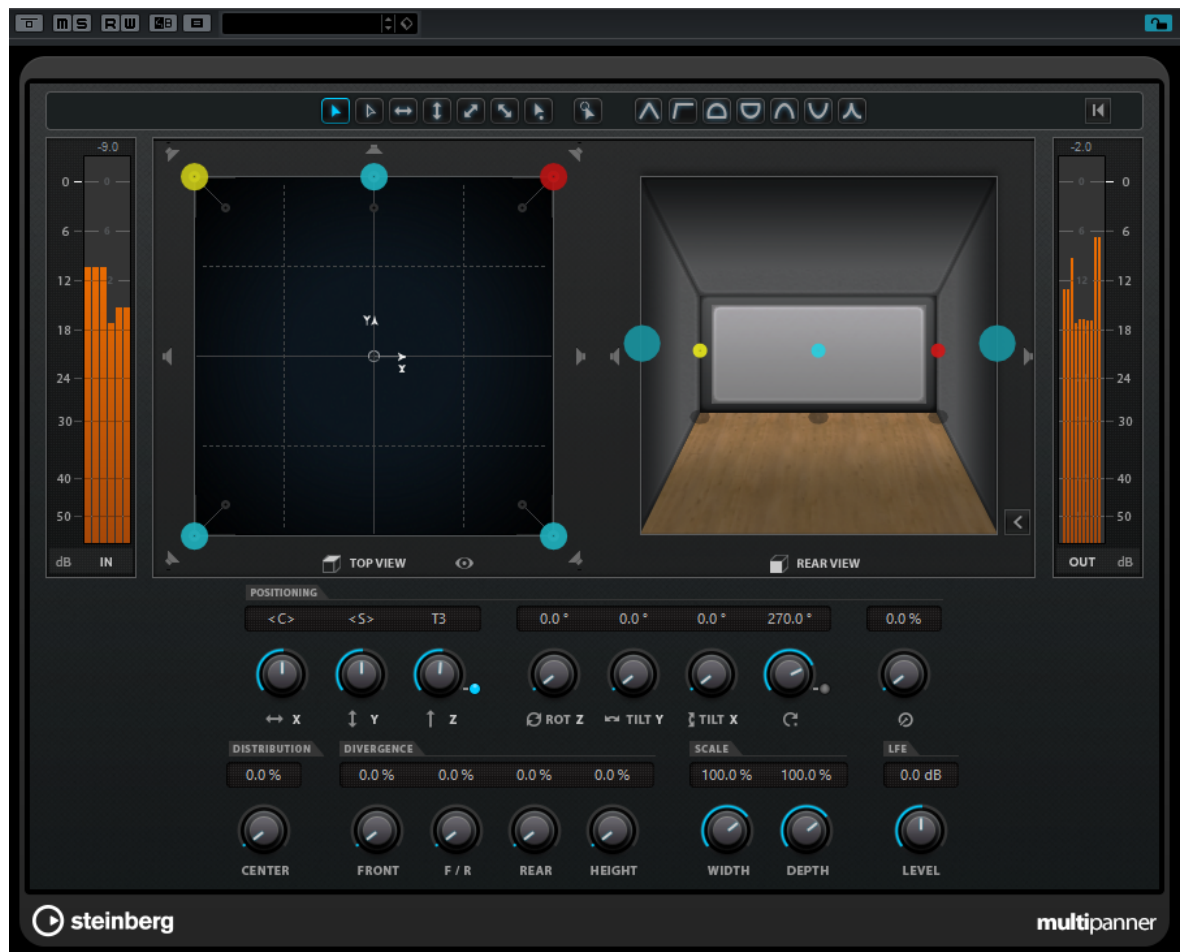 M S R W
-9.0 -2.0
0 0 0 0
6 6 6 6
12 2 12 12
18 18
24 24
30 30
40 40
50 50
dB IN OUT dB
Y
X
TOP VIEW REAR VIEW
POSITIONING
<C> <S> T3 0.0 ° 0.0 ° 0.0 ° 270.0 ° 0.0 %
X Y Z ROT Z TILT Y TILT X
DISTRIBUTION DIVERGENCE SCALE LFE
0.0 % 0.0 % 0.0 % 0.0 % 0.0 % 100.0 % 100.0 % 0.0 dB
CENTER FRONT F / R REAR HEIGHT WIDTH DEPTH LEVEL
steinberg multipanner